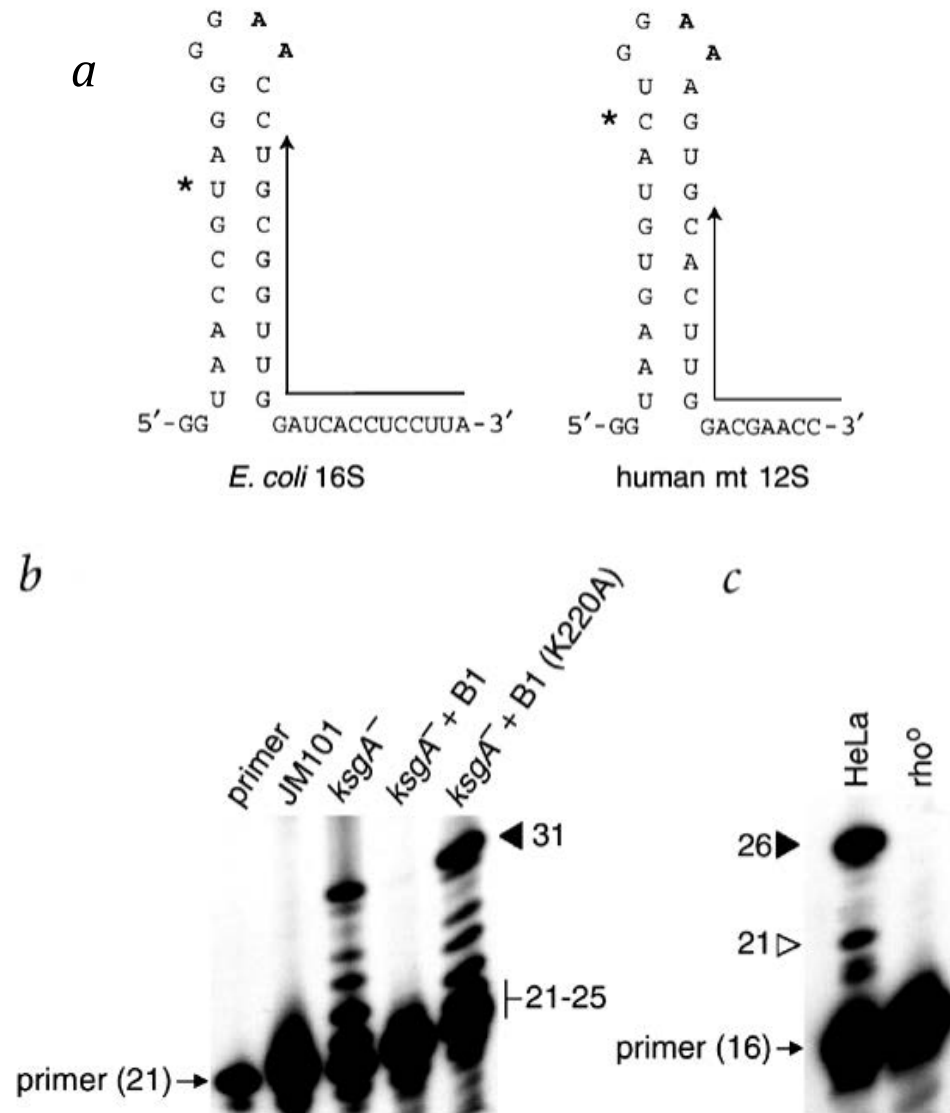 a
G A
G A
G C
G C
A U
* U G
G C
C G
C G
A U
A U
U G
5′-GG GAUCACCUCCUUA-3′
E. coli 16S
G A
G A
U A
* C G
A U
U G
G C
U A
G C
A U
A U
U G
5′-GG GACGAACC-3′
human mt 12S
b
primer
JM101
ksgA⁻
ksgA⁻ + B1
ksgA⁻ + B1 (K220A)
31
21-25
primer (21)
c
HeLa
rhoº
26
21
primer (16)